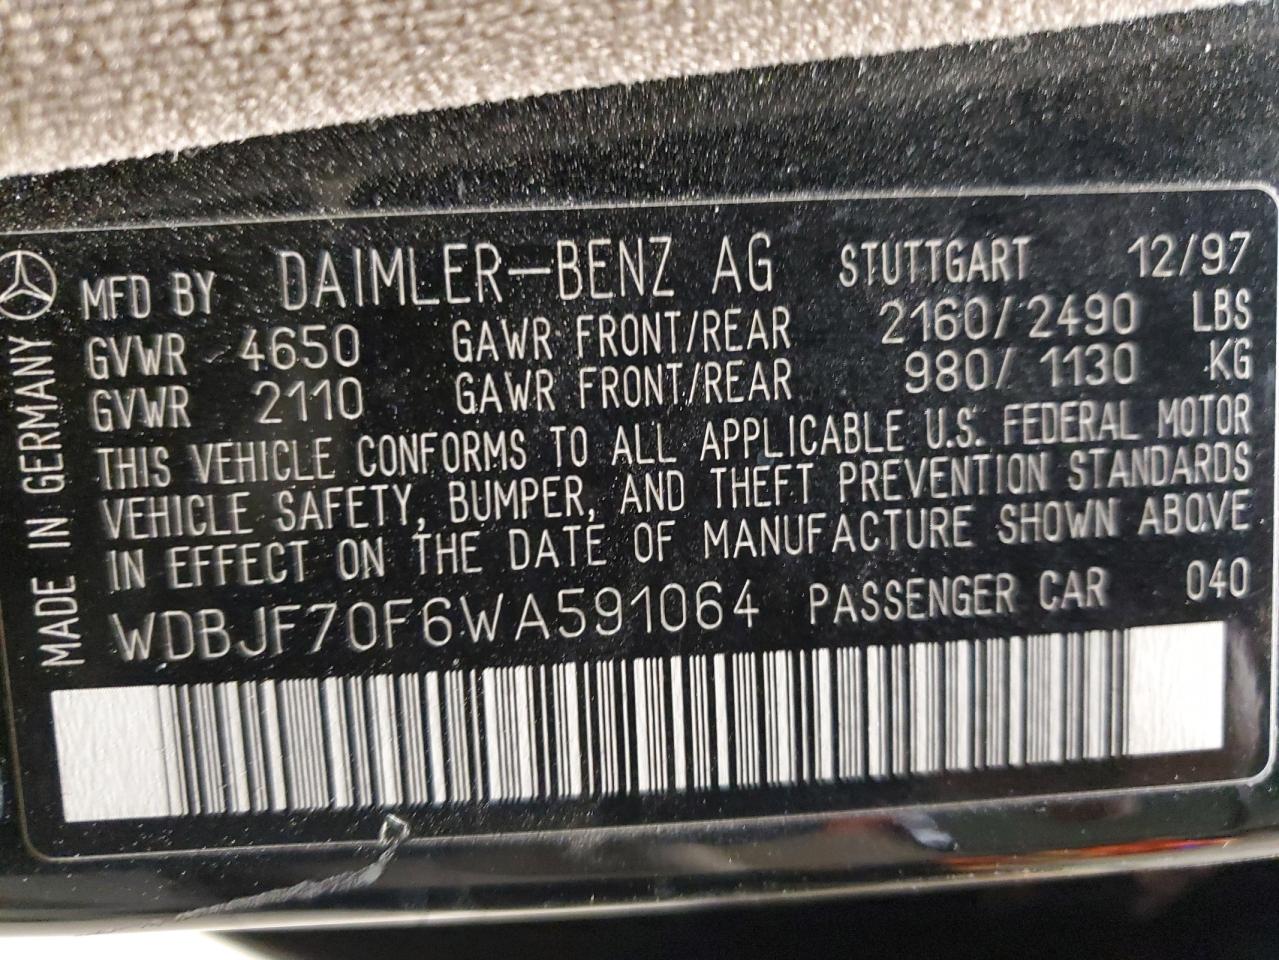 MADE IN GERMANY
MFD BY DAIMLER-BENZ AG STUTTGART 12/97
GVWR 4650 GAWR FRONT/REAR 2160/2490 LBS
GVWR 2110 GAWR FRONT/REAR 980/1130 KG
THIS VEHICLE CONFORMS TO ALL APPLICABLE U.S. FEDERAL MOTOR
VEHICLE SAFETY, BUMPER, AND THEFT PREVENTION STANDARDS
IN EFFECT ON THE DATE OF MANUFACTURE SHOWN ABOVE
WDBJF70F6WA591064 PASSENGER CAR 040